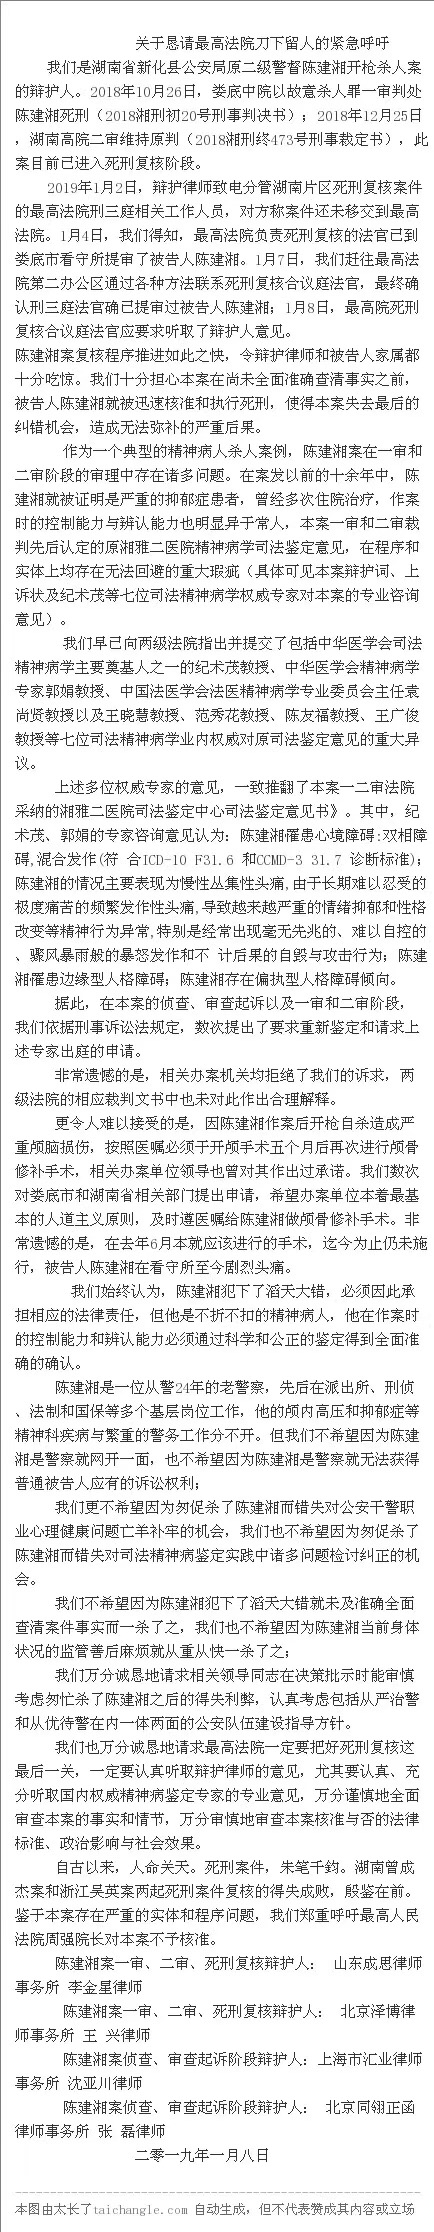 关于恳请最高法院刀下留人的紧急呼吁
我们是湖南省新化县公安局原二级警督陈建湘开枪杀人案
的辩护人。2018年10月26日，娄底中院以故意杀人罪一审判处
陈建湘死刑（2018湘刑初20号刑事判决书）；2018年12月25日
，湖南高院二审维持原判（2018湘刑终473号刑事裁定书），此
案目前已进入死刑复核阶段。
2019年1月2日，辩护律师致电分管湖南片区死刑复核案件
的最高法院刑三庭相关工作人员，对方称案件还未移交到最高
法院。1月4日，我们得知，最高法院负责死刑复核的法官已到
娄底市看守所提审了被告人陈建湘。1月7日，我们赶往最高法
院第二办公区通过各种方法联系死刑复核合议庭法官，最终确
认刑三庭法官确已提审过被告人陈建湘；1月8日，最高院死刑
复核合议庭法官应要求听取了辩护人意见。
陈建湘案复核程序推进如此之快，令辩护律师和被告人家属都
十分吃惊。我们十分担心本案在尚未全面准确查清事实之前，
被告人陈建湘就被迅速核准和执行死刑，使得本案失去最后的
纠错机会，造成无法弥补的严重后果。
作为一个典型的精神病人杀人案例，陈建湘案在一审和
二审阶段的审理中存在诸多问题。在案发以前的十余年中，陈
建湘就被证明是严重的抑郁症患者，曾经多次住院治疗，作案
时的控制能力与辨认能力也明显异于常人，本案一审和二审裁
判先后认定的原湘雅二医院精神病学司法鉴定意见，在程序和
实体上均存在无法回避的重大瑕疵（具体可见本案辩护词、上
诉状及纪术茂等七位司法精神病学权威专家对本案的专业咨询
意见）。
我们早已向两级法院指出并提交了包括中华医学会司法
精神病学主要奠基人之一的纪术茂教授、中华医学会精神病学
专家郭娟教授、中国法医学会法医精神病学专业委员会主任袁
尚贤教授以及王晓慧教授、范秀花教授、陈友福教授、王广俊
教授等七位司法精神病学业内权威对原司法鉴定意见的重大异
议。
上述多位权威专家的意见，一致推翻了本案一二审法院
采纳的湘雅二医院司法鉴定中心司法鉴定意见书》。其中，纪
术茂、郭娟的专家咨询意见认为：陈建湘罹患心境障碍:双相障
碍,混合发作(符 合ICD-10 F31.6 和CCMD-3 31.7 诊断标准)；
陈建湘的情况主要表现为慢性丛集性头痛,由于长期难以忍受的
极度痛苦的频繁发作性头痛,导致越来越严重的情绪抑郁和性格
改变等精神行为异常,特别是经常出现毫无先兆的、难以自控的
、骤风暴雨般的暴怒发作和不 计后果的自毁与攻击行为；陈建
湘罹患边缘型人格障碍；陈建湘存在偏执型人格障碍倾向。
据此，在本案的侦查、审查起诉以及一审和二审阶段，
我们依据刑事诉讼法规定，数次提出了要求重新鉴定和请求上
述专家出庭的申请。
非常遗憾的是，相关办案机关均拒绝了我们的诉求，两
级法院的相应裁判文书中也未对此作出合理解释。
更令人难以接受的是，因陈建湘作案后开枪自杀造成严
重颅脑损伤，按照医嘱必须于开颅手术五个月后再次进行颅骨
修补手术，相关办案单位领导也曾对其作出过承诺。我们数次
对娄底市和湖南省相关部门提出申请，希望办案单位本着最基
本的人道主义原则，及时遵医嘱给陈建湘做颅骨修补手术。非
常遗憾的是，在去年6月本就应该进行的手术，迄今为止仍未施
行，被告人陈建湘在看守所至今剧烈头痛。
我们始终认为，陈建湘犯下了滔天大错，必须因此承
担相应的法律责任，但他是不折不扣的精神病人，他在作案时
的控制能力和辨认能力必须通过科学和公正的鉴定得到全面准
确的确认。
陈建湘是一位从警24年的老警察，先后在派出所、刑侦
、法制和国保等多个基层岗位工作，他的颅内高压和抑郁症等
精神科疾病与繁重的警务工作分不开。但我们不希望因为陈建
湘是警察就网开一面，也不希望因为陈建湘是警察就无法获得
普通被告人应有的诉讼权利；
我们更不希望因为匆促杀了陈建湘而错失对公安干警职
业心理健康问题亡羊补牢的机会，我们也不希望因为匆促杀了
陈建湘而错失对司法精神病鉴定实践中诸多问题检讨纠正的机
会。
我们不希望因为陈建湘犯下了滔天大错就未及准确全面
查清案件事实而一杀了之，我们也不希望因为陈建湘当前身体
状况的监管善后麻烦就从重从快一杀了之；
我们万分诚恳地请求相关领导同志在决策批示时能审慎
考虑匆忙杀了陈建湘之后的得失利弊，认真考虑包括从严治警
和从优待警在内一体两面的公安队伍建设指导方针。
我们也万分诚恳地请求最高法院一定要把好死刑复核这
最后一关，一定要认真听取辩护律师的意见，尤其要认真、充
分听取国内权威精神病鉴定专家的专业意见，万分谨慎地全面
审查本案的事实和情节，万分审慎地审查本案核准与否的法律
标准、政治影响与社会效果。
自古以来，人命关天。死刑案件，朱笔千钧。湖南曾成
杰案和浙江吴英案两起死刑案件复核的得失成败，殷鉴在前。
鉴于本案存在严重的实体和程序问题，我们郑重呼吁最高人民
法院周强院长对本案不予核准。
陈建湘案一审、二审、死刑复核辩护人： 山东成思律师
事务所 李金星律师
陈建湘案一审、二审、死刑复核辩护人： 北京泽博律
师事务所 王 兴律师
陈建湘案侦查、审查起诉阶段辩护人：上海市汇业律师
事务所 沈亚川律师
陈建湘案侦查、审查起诉阶段辩护人： 北京同翎正函
律师事务所 张 磊律师
二零一九年一月八日
本图由太长了taichangle.com 自动生成，但不代表赞成其内容或立场